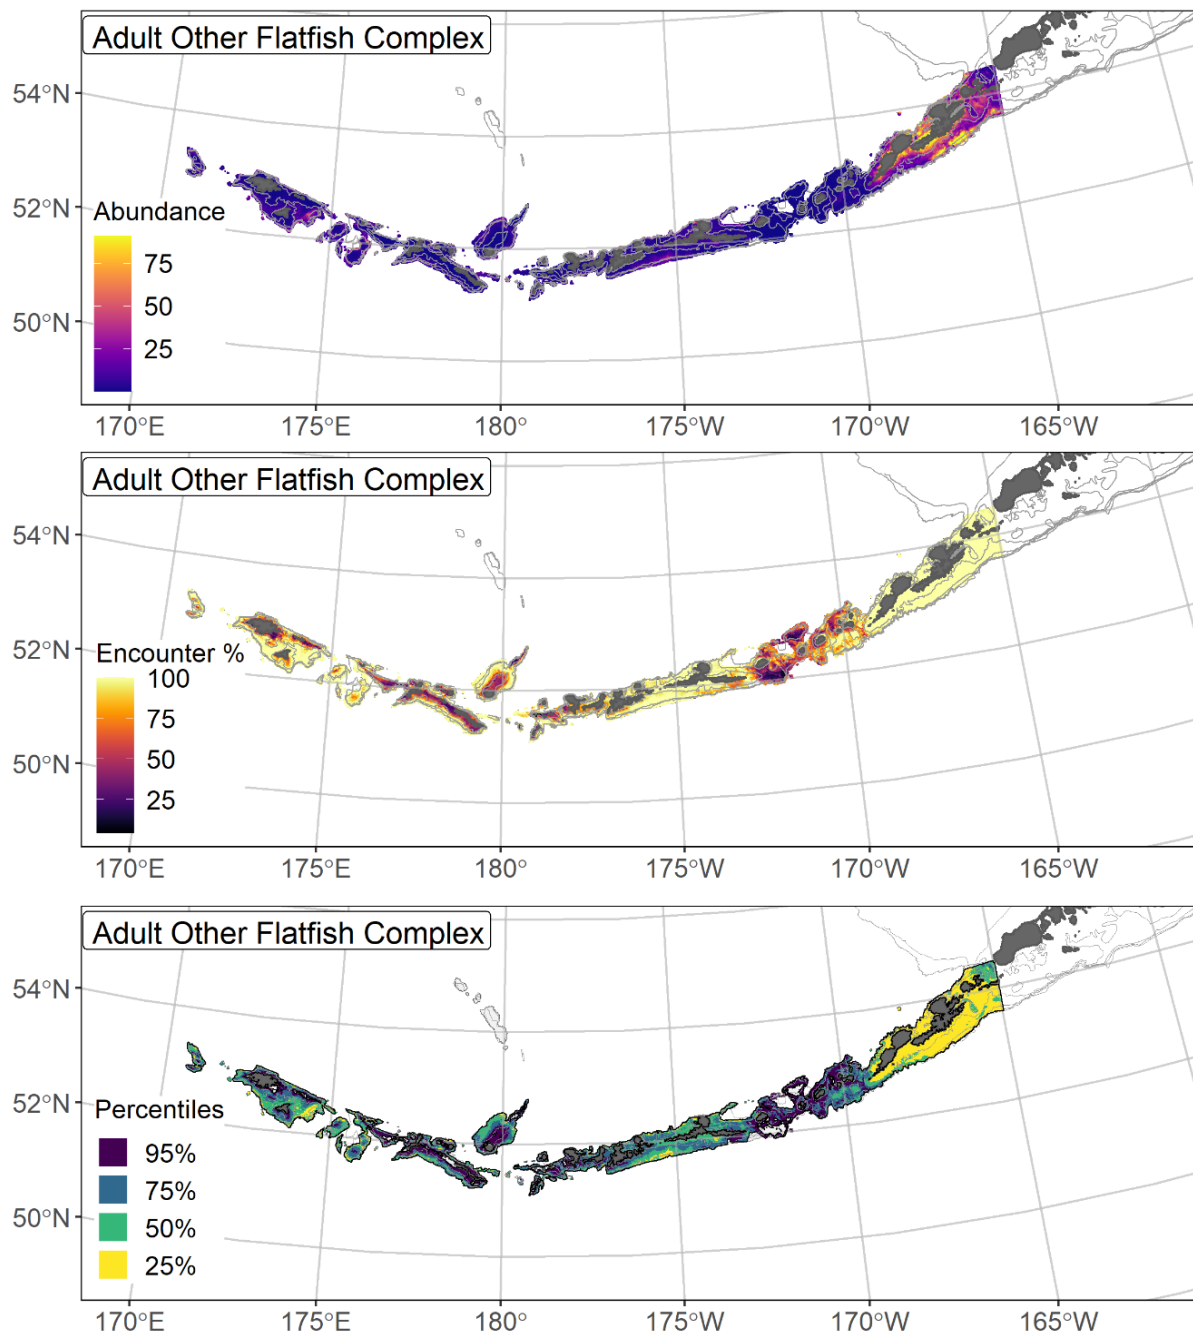 Adult Other Flatfish Complex
54°N
52°N
50°N
Abundance
75
50
25
170°E 175°E 180° 175°W 170°W 165°W
Adult Other Flatfish Complex
54°N
52°N
50°N
Encounter %
100
75
50
25
170°E 175°E 180° 175°W 170°W 165°W
Adult Other Flatfish Complex
54°N
52°N
50°N
Percentiles
95%
75%
50%
25%
170°E 175°E 180° 175°W 170°W 165°W